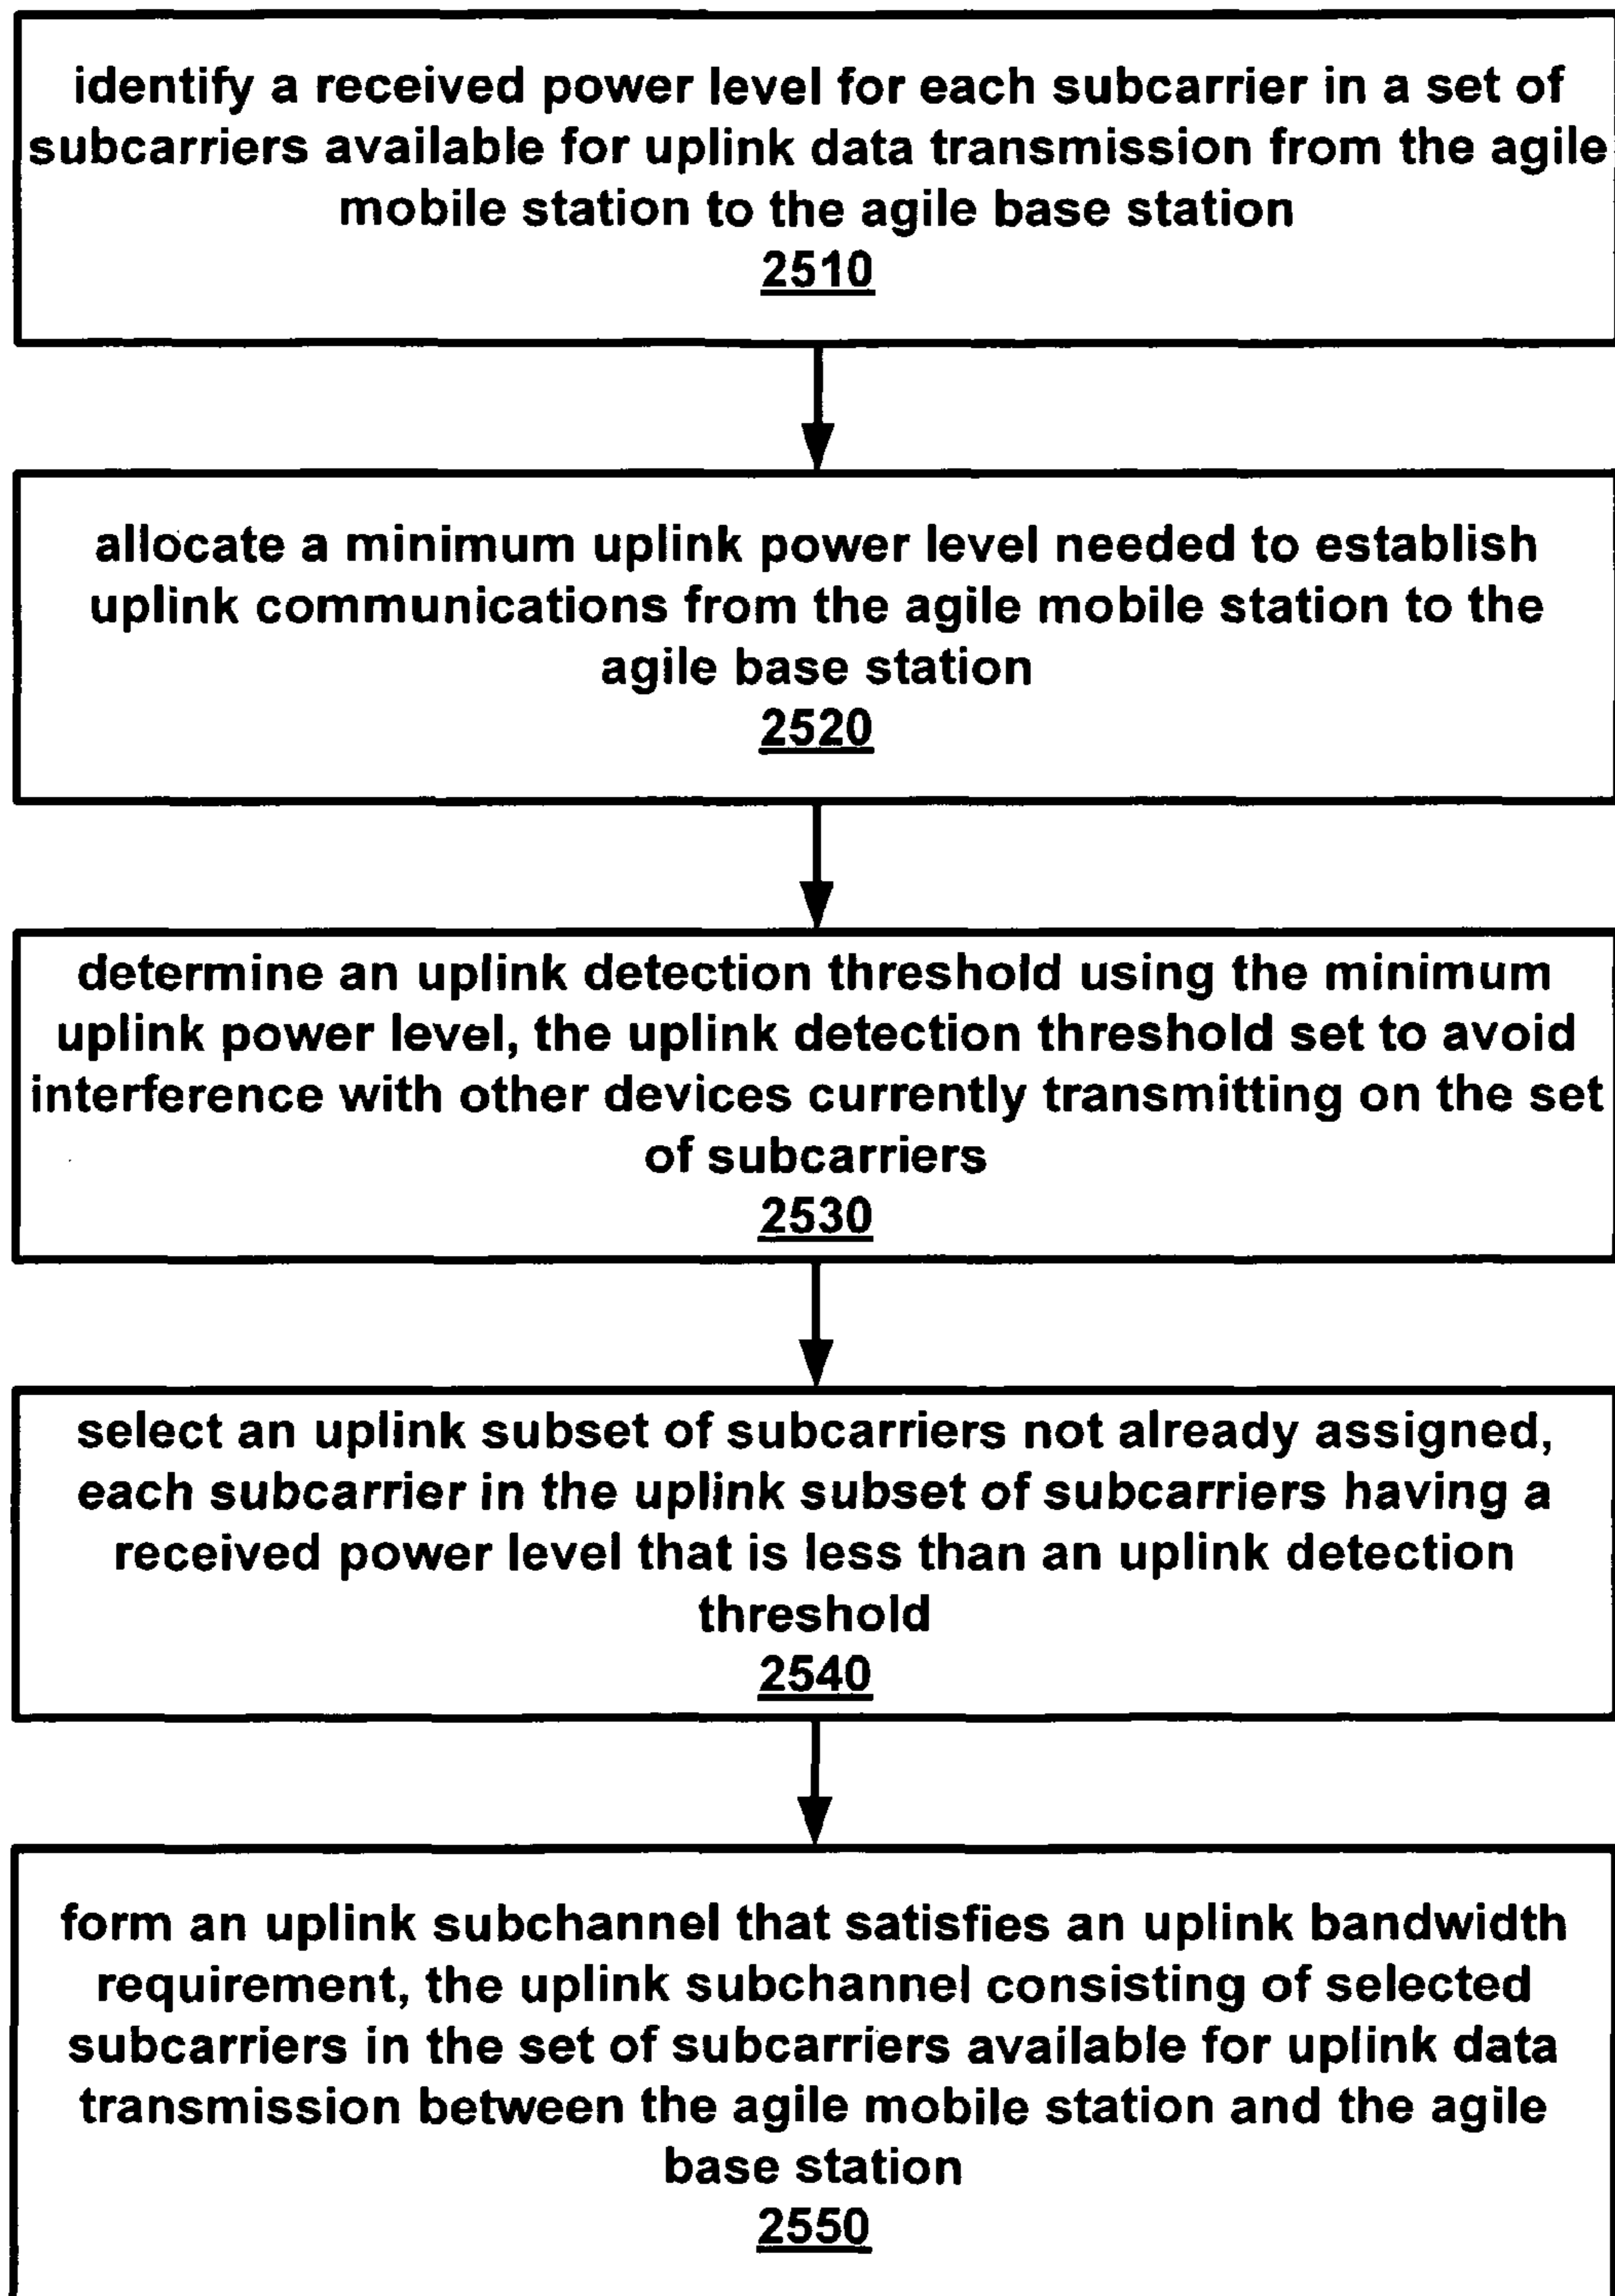 identify a received power level for each subcarrier in a set of
subcarriers available for uplink data transmission from the agile
mobile station to the agile base station
2510
allocate a minimum uplink power level needed to establish
uplink communications from the agile mobile station to the
agile base station
2520
determine an uplink detection threshold using the minimum
uplink power level, the uplink detection threshold set to avoid
interference with other devices currently transmitting on the set
of subcarriers
2530
select an uplink subset of subcarriers not already assigned,
each subcarrier in the uplink subset of subcarriers having a
received power level that is less than an uplink detection
threshold
2540
form an uplink subchannel that satisfies an uplink bandwidth
requirement, the uplink subchannel consisting of selected
subcarriers in the set of subcarriers available for uplink data
transmission between the agile mobile station and the agile
base station
2550